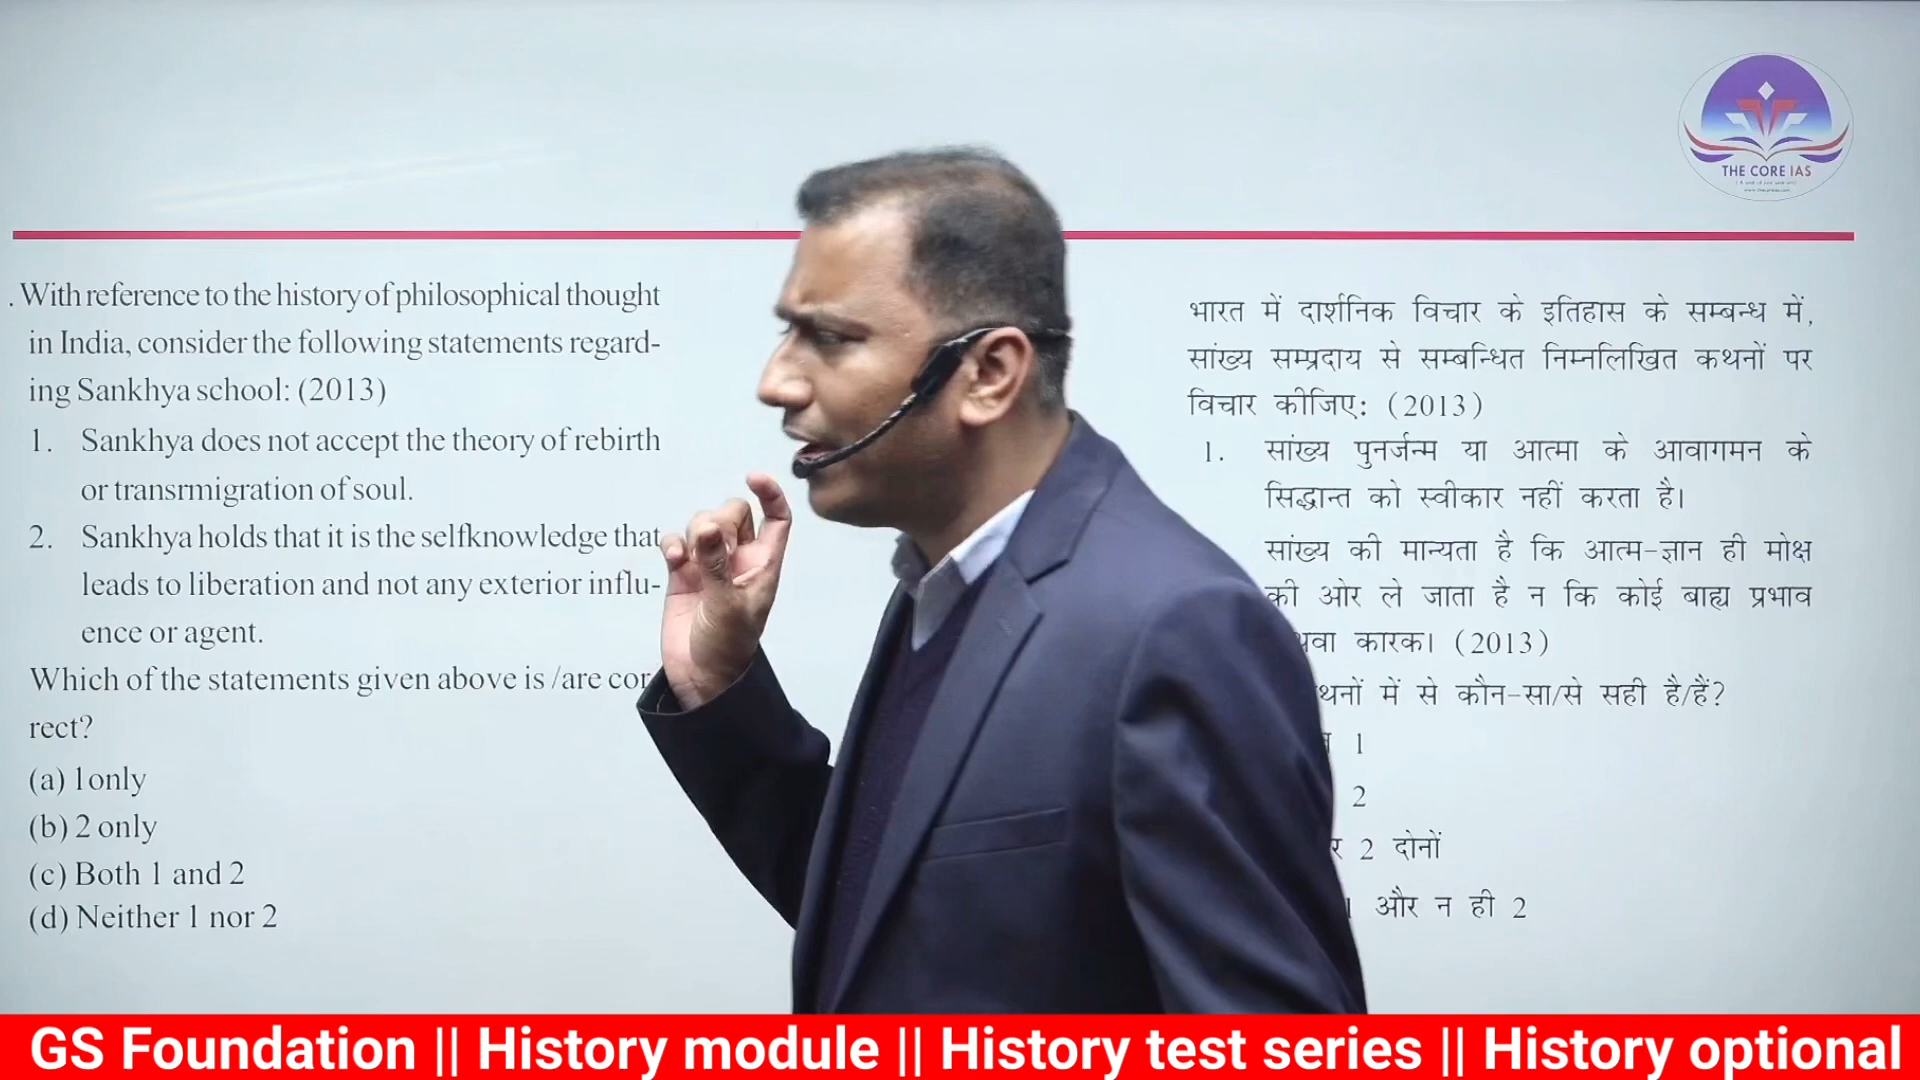 THE CORE IAS
. With reference to the history of philosophical thought
in India, consider the following statements regard-
ing Sankhya school: (2013)
1. Sankhya does not accept the theory of rebirth
or transrmigration of soul.
2. Sankhya holds that it is the selfknowledge that
leads to liberation and not any exterior influ-
ence or agent.
Which of the statements given above is /are cor
rect?
(a) 1only
(b) 2 only
(c) Both 1 and 2
(d) Neither 1 nor 2
भारत में दार्शनिक विचार के इतिहास के सम्बन्ध में,
सांख्य सम्प्रदाय से सम्बन्धित निम्नलिखित कथनों पर
विचार कीजिए: (2013)
1. सांख्य पुनर्जन्म या आत्मा के आवागमन के
सिद्धान्त को स्वीकार नहीं करता है।
सांख्य की मान्यता है कि आत्म-ज्ञान ही मोक्ष
की ओर ले जाता है न कि कोई बाह्य प्रभाव
कारक। (2013)
में से कौन-सा/से सही है/हैं?
1
2
2 दोनों
और न ही 2
GS Foundation || History module || History test series || History optional